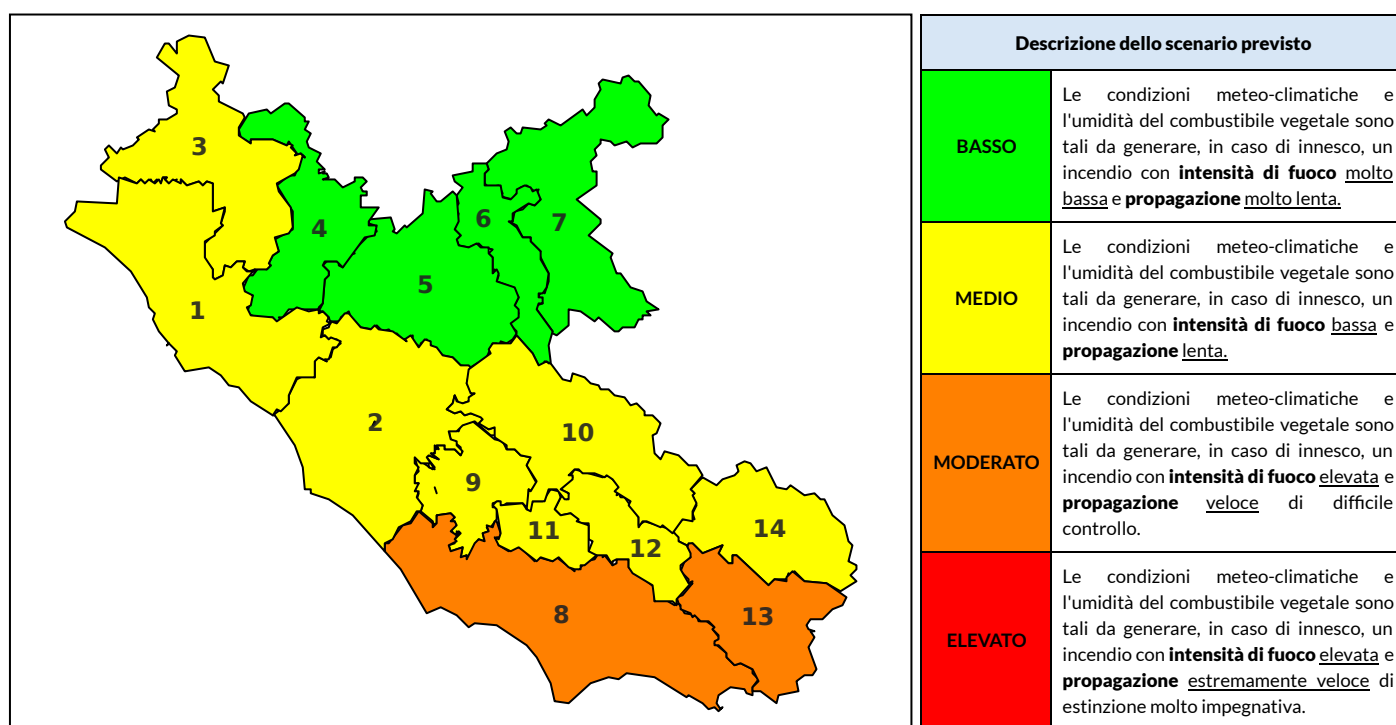 3
4
6
7
5
1
2
10
9
11
12
14
8
13
Descrizione dello scenario previsto
BASSO
Le condizioni meteo-climatiche e
l'umidità del combustibile vegetale sono
tali da generare, in caso di innesco, un
incendio con intensità di fuoco molto
bassa e propagazione molto lenta.
MEDIO
Le condizioni meteo-climatiche e
l'umidità del combustibile vegetale sono
tali da generare, in caso di innesco, un
incendio con intensità di fuoco bassa e
propagazione lenta.
MODERATO
Le condizioni meteo-climatiche e
l'umidità del combustibile vegetale sono
tali da generare, in caso di innesco, un
incendio con intensità di fuoco elevata e
propagazione veloce di difficile
controllo.
ELEVATO
Le condizioni meteo-climatiche e
l'umidità del combustibile vegetale sono
tali da generare, in caso di innesco, un
incendio con intensità di fuoco elevata e
propagazione estremamente veloce di
estinzione molto impegnativa.